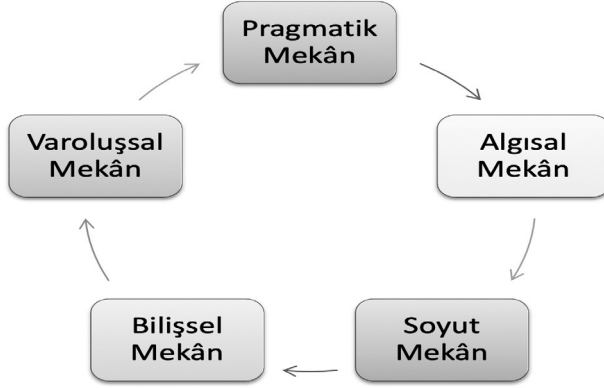 Pragmatik
Mekân
Algısal
Mekân
Soyut
Mekân
Bilişsel
Mekân
Varoluşsal
Mekân